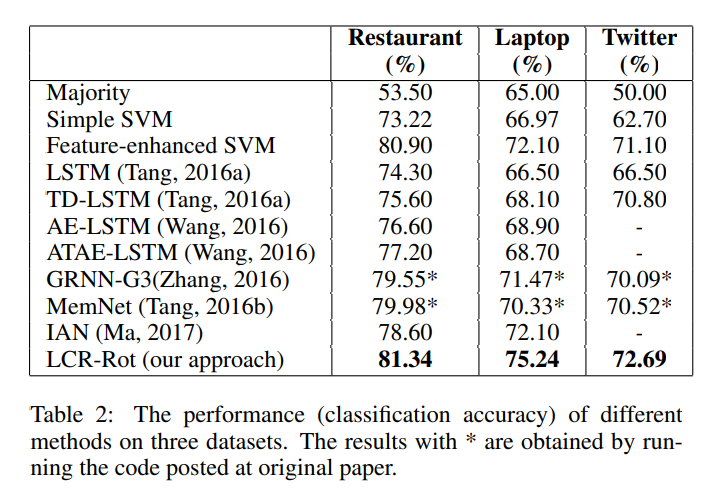 Restaurant Laptop Twitter
(%) (%) (%)
Majority 53.50 65.00 50.00
Simple SVM 73.22 66.97 62.70
Feature-enhanced SVM 80.90 72.10 71.10
LSTM (Tang, 2016a) 74.30 66.50 66.50
TD-LSTM (Tang, 2016a) 75.60 68.10 70.80
AE-LSTM (Wang, 2016) 76.60 68.90 -
ATAE-LSTM (Wang, 2016) 77.20 68.70 -
GRNN-G3(Zhang, 2016) 79.55* 71.47* 70.09*
MemNet (Tang, 2016b) 79.98* 70.33* 70.52*
IAN (Ma, 2017) 78.60 72.10 -
LCR-Rot (our approach) 81.34 75.24 72.69
Table 2: The performance (classification accuracy) of different
methods on three datasets. The results with * are obtained by run-
ning the code posted at original paper.